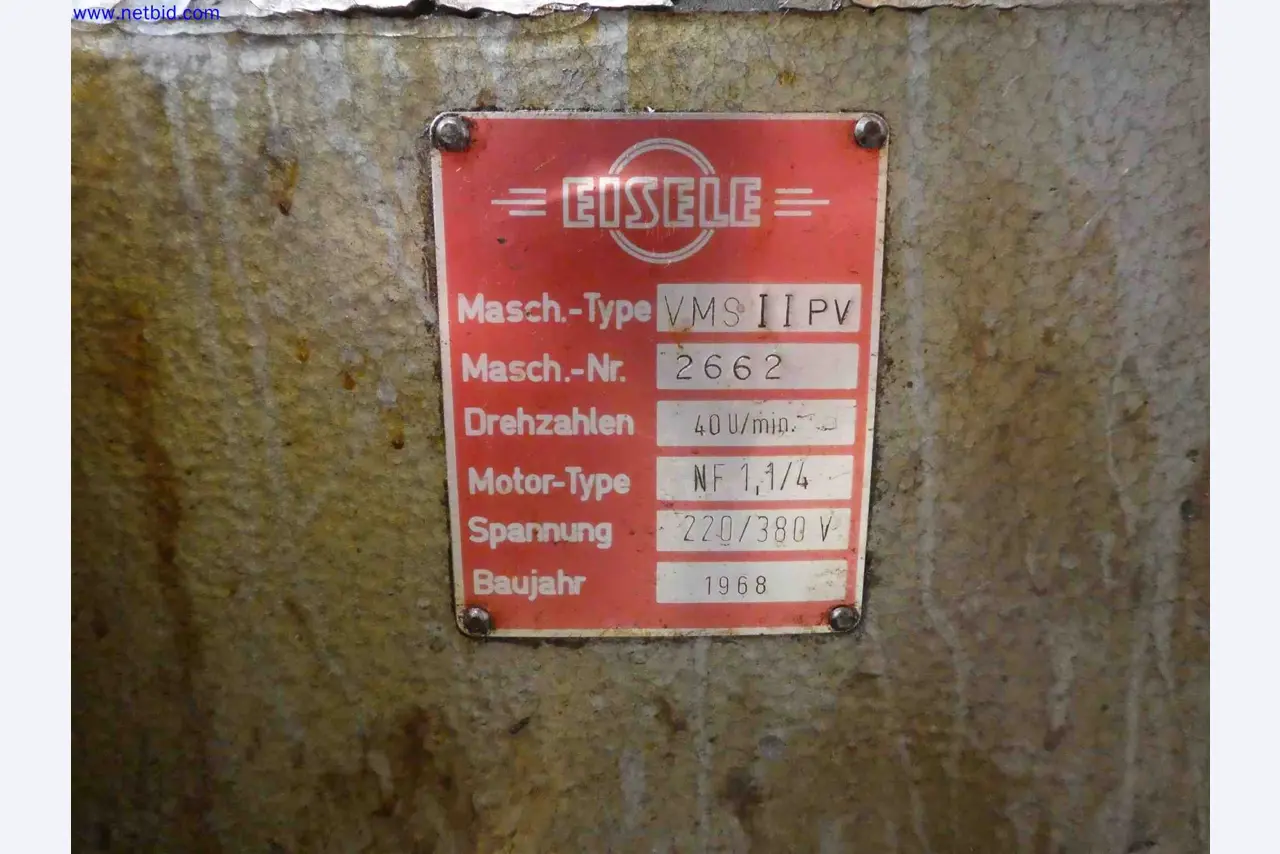 www.netbid.com
EISELE
Masch.-Type VMS II PV
Masch.-Nr. 2662
Drehzahlen 40 U/min.
Motor-Type NF 1,1/4
Spannung 220/380 V
Baujahr 1968